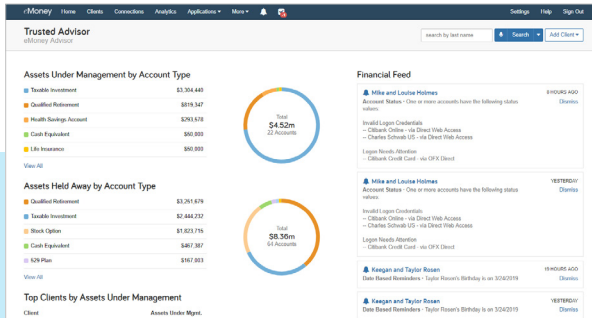 eMoney Home Clients Connections Analytics Applications More Settings Help Sign Out
Trusted Advisor
eMoney Advisor
search by last name Search Add Client
Assets Under Management by Account Type
Taxable Investment $3,304,440
Qualified Retirement $819,347
Health Savings Account $293,678
Cash Equivalent $50,000
Life Insurance $50,000
View All
Total
$4.52m
22 Accounts
Assets Held Away by Account Type
Qualified Retirement $3,251,679
Taxable Investment $2,444,232
Stock Option $1,823,715
Cash Equivalent $467,387
529 Plan $167,003
View All
Total
$8.36m
64 Accounts
Top Clients by Assets Under Management
Client Assets Under Mgmt.
Financial Feed
Mike and Louise Holmes HOURS AGO
Account Status - One or more accounts have the following status Dismiss
values:
Invalid Logon Credentials
-- Citibank Online - via Direct Web Access
-- Charles Schwab US - via Direct Web Access
Logon Needs Attention
-- Citibank Credit Card - via OFX Direct
Mike and Louise Holmes YESTERDAY
Account Status - One or more accounts have the following status Dismiss
values:
Invalid Logon Credentials
-- Citibank Online - via Direct Web Access
-- Charles Schwab US - via Direct Web Access
Logon Needs Attention
-- Citibank Credit Card - via OFX Direct
Keegan and Taylor Rosen HOURS AGO
Date Based Reminders - Taylor Rosen's Birthday is on 3/24/2019 Dismiss
Keegan and Taylor Rosen YESTERDAY
Date Based Reminders - Taylor Rosen's Birthday is on 3/24/2019 Dismiss